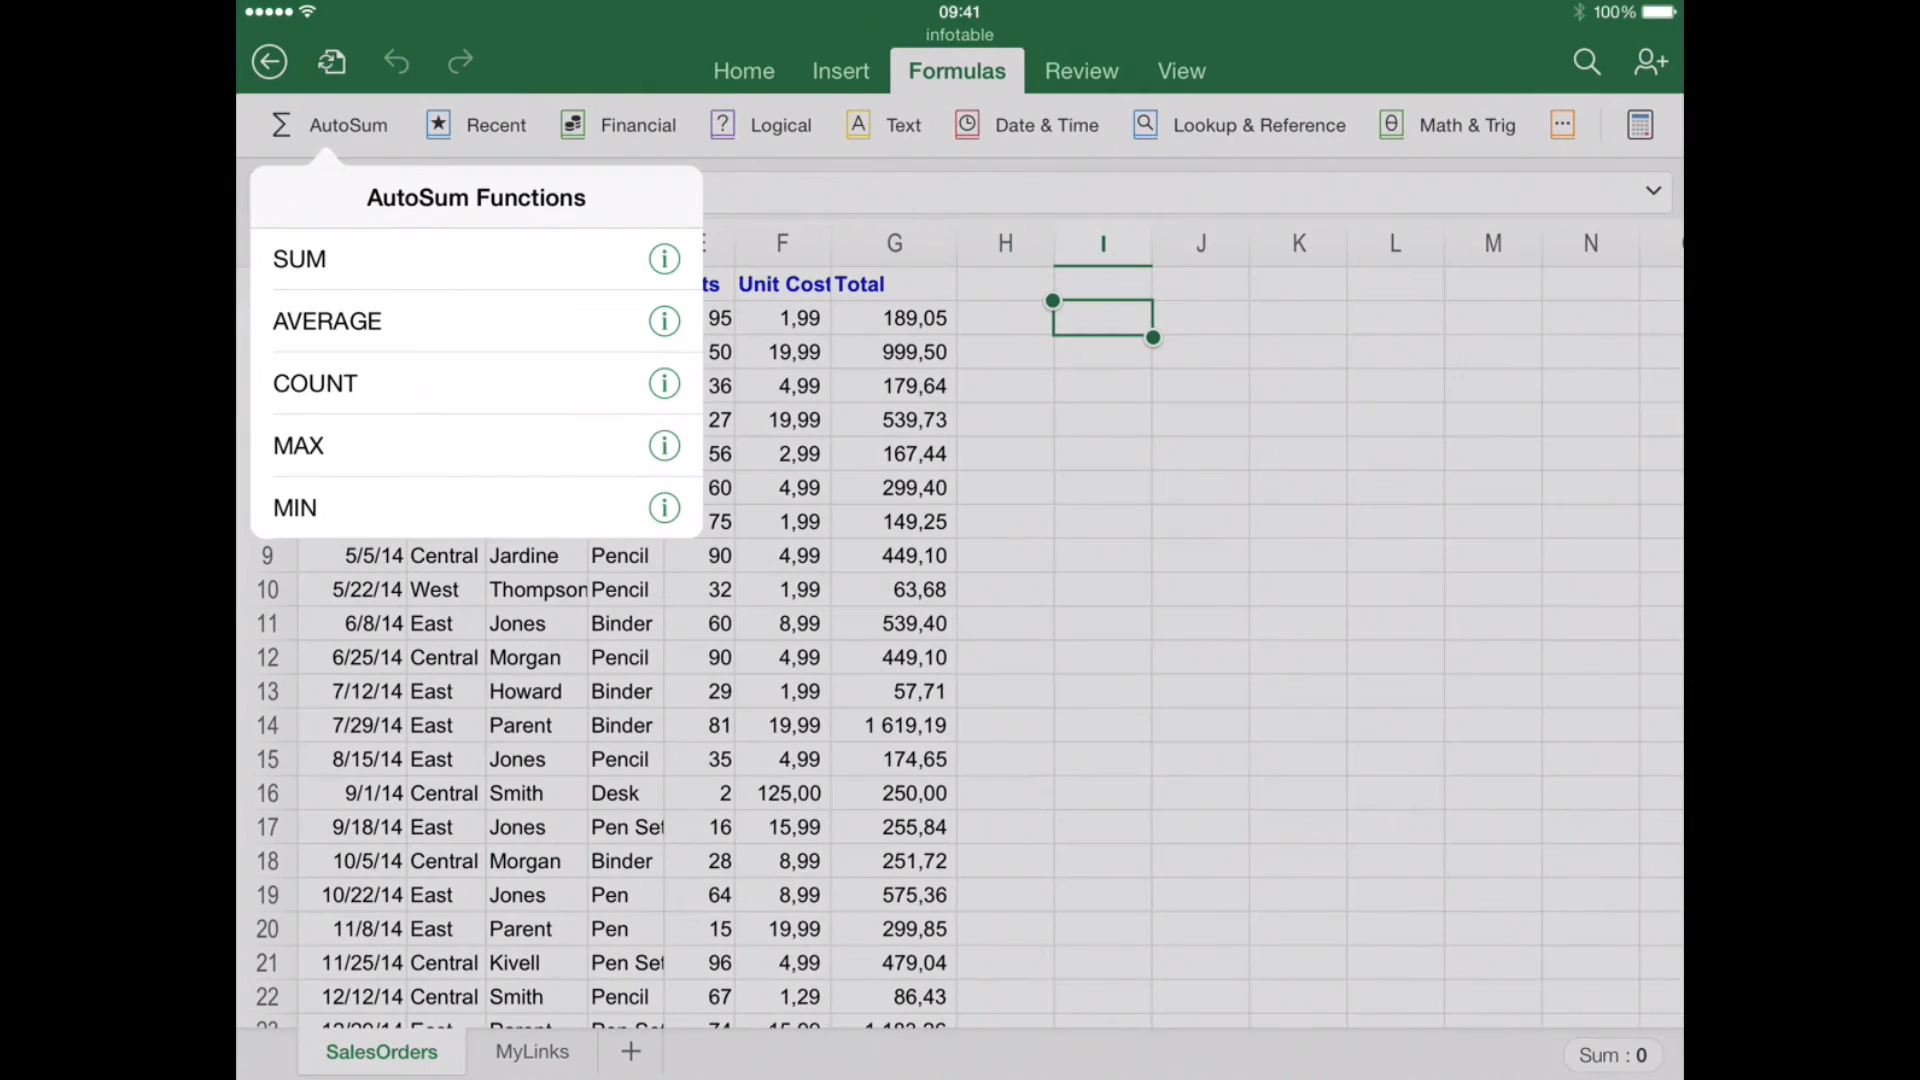 09:41
100%
infotable
Home Insert Formulas Review View
AutoSum Recent Financial Logical Text Date & Time Lookup & Reference Math & Trig
AutoSum Functions
SUM
AVERAGE
COUNT
MAX
MIN
F G H I J K L M N
ts Unit Cost Total
95 1,99 189,05
50 19,99 999,50
36 4,99 179,64
27 19,99 539,73
56 2,99 167,44
60 4,99 299,40
75 1,99 149,25
9 5/5/14 Central Jardine Pencil 90 4,99 449,10
10 5/22/14 West Thompson Pencil 32 1,99 63,68
11 6/8/14 East Jones Binder 60 8,99 539,40
12 6/25/14 Central Morgan Pencil 90 4,99 449,10
13 7/12/14 East Howard Binder 29 1,99 57,71
14 7/29/14 East Parent Binder 81 19,99 1 619,19
15 8/15/14 East Jones Pencil 35 4,99 174,65
16 9/1/14 Central Smith Desk 2 125,00 250,00
17 9/18/14 East Jones Pen Set 16 15,99 255,84
18 10/5/14 Central Morgan Binder 28 8,99 251,72
19 10/22/14 East Jones Pen 64 8,99 575,36
20 11/8/14 East Parent Pen 15 19,99 299,85
21 11/25/14 Central Kivell Pen Set 96 4,99 479,04
22 12/12/14 Central Smith Pencil 67 1,29 86,43
SalesOrders MyLinks
Sum : 0